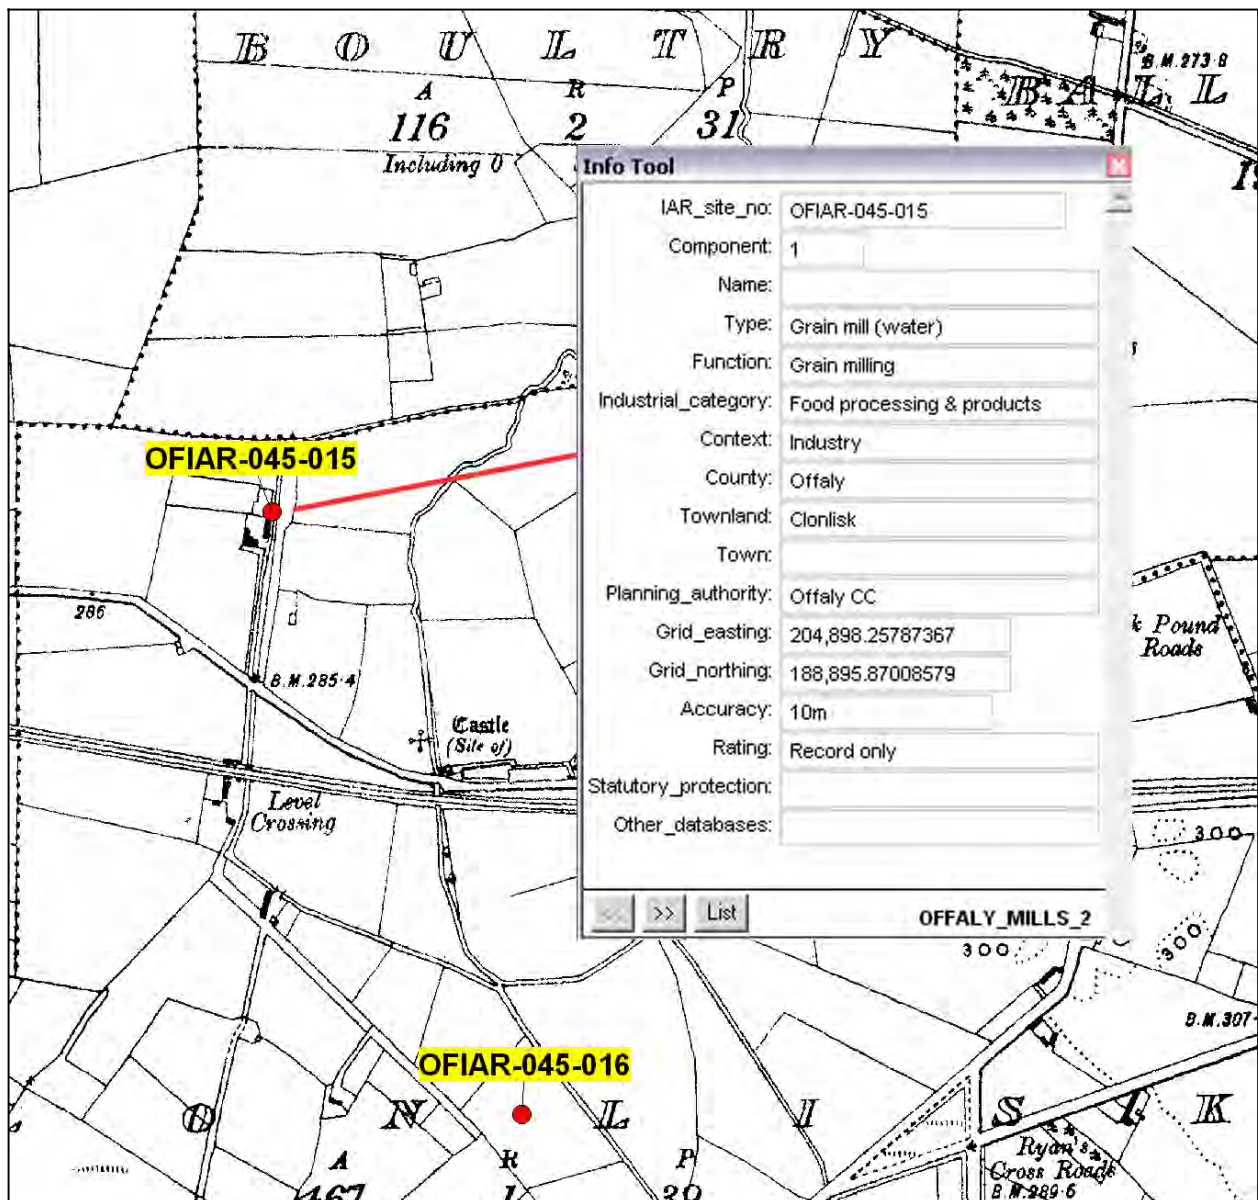 B O U L T R Y
B.M.273·8
B A L L
A R P
116 2 31
Including 0
Info Tool
IAR_site_no: OFIAR-045-015
Component: 1
Name:
Type: Grain mill (water)
Function: Grain milling
Industrial_category: Food processing & products
Context: Industry
County: Offaly
Townland: Clonlisk
Town:
Planning_authority: Offaly CC
Grid_easting: 204,898.25787367
Grid_northing: 188,895.87008579
Accuracy: 10m
Rating: Record only
Statutory_protection:
Other_databases:
<< >> List OFFALY_MILLS_2
OFIAR-045-015
286
B.M.285·4
k Pound
Roads
Castle
(Site of)
Level
Crossing
300
300
300
B.M.307·
OFIAR-045-016
L O N L I S K
Ryan's
Cross Roads
B.M.289·6
A R P
167 1 39